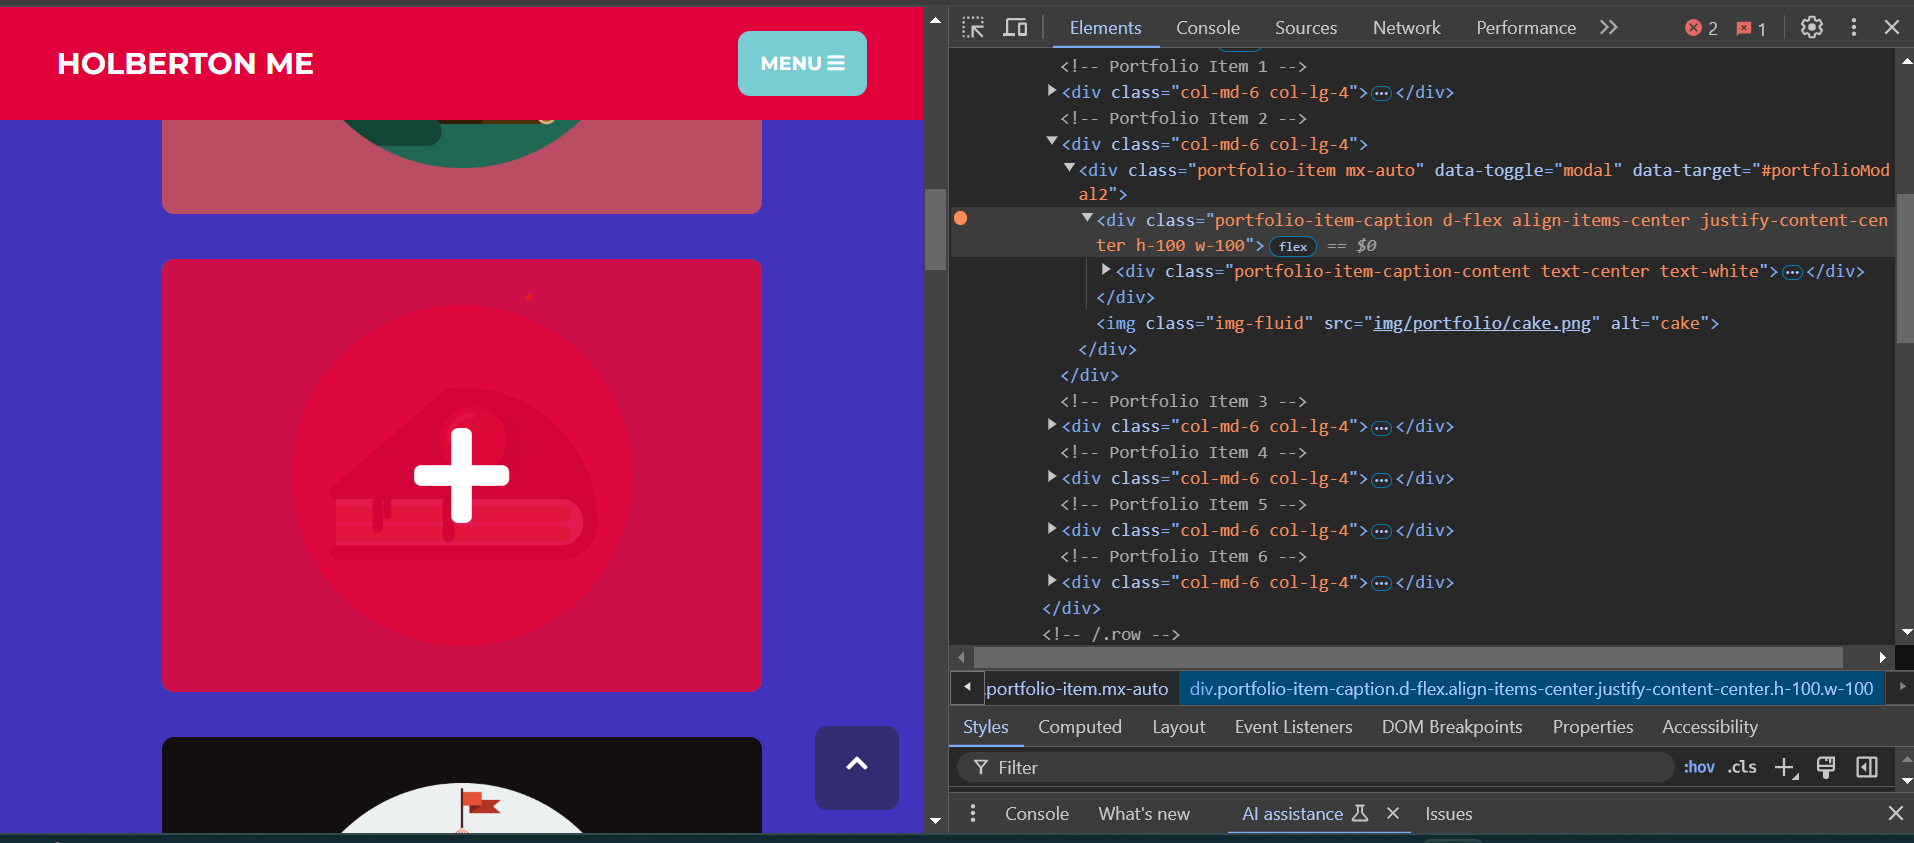 HOLBERTON ME
MENU
Elements Console Sources Network Performance 2 1
<!-- Portfolio Item 1 -->
<div class="col-md-6 col-lg-4"> ⋯ </div>
<!-- Portfolio Item 2 -->
<div class="col-md-6 col-lg-4">
<div class="portfolio-item mx-auto" data-toggle="modal" data-target="#portfolioMod
al2">
<div class="portfolio-item-caption d-flex align-items-center justify-content-cen
ter h-100 w-100"> flex == $0
<div class="portfolio-item-caption-content text-center text-white"> ⋯ </div>
</div>
<img class="img-fluid" src="img/portfolio/cake.png" alt="cake">
</div>
</div>
<!-- Portfolio Item 3 -->
<div class="col-md-6 col-lg-4"> ⋯ </div>
<!-- Portfolio Item 4 -->
<div class="col-md-6 col-lg-4"> ⋯ </div>
<!-- Portfolio Item 5 -->
<div class="col-md-6 col-lg-4"> ⋯ </div>
<!-- Portfolio Item 6 -->
<div class="col-md-6 col-lg-4"> ⋯ </div>
</div>
<!-- /.row -->
.portfolio-item.mx-auto div.portfolio-item-caption.d-flex.align-items-center.justify-content-center.h-100.w-100
Styles Computed Layout Event Listeners DOM Breakpoints Properties Accessibility
Filter :hov .cls
Console What's new AI assistance Issues